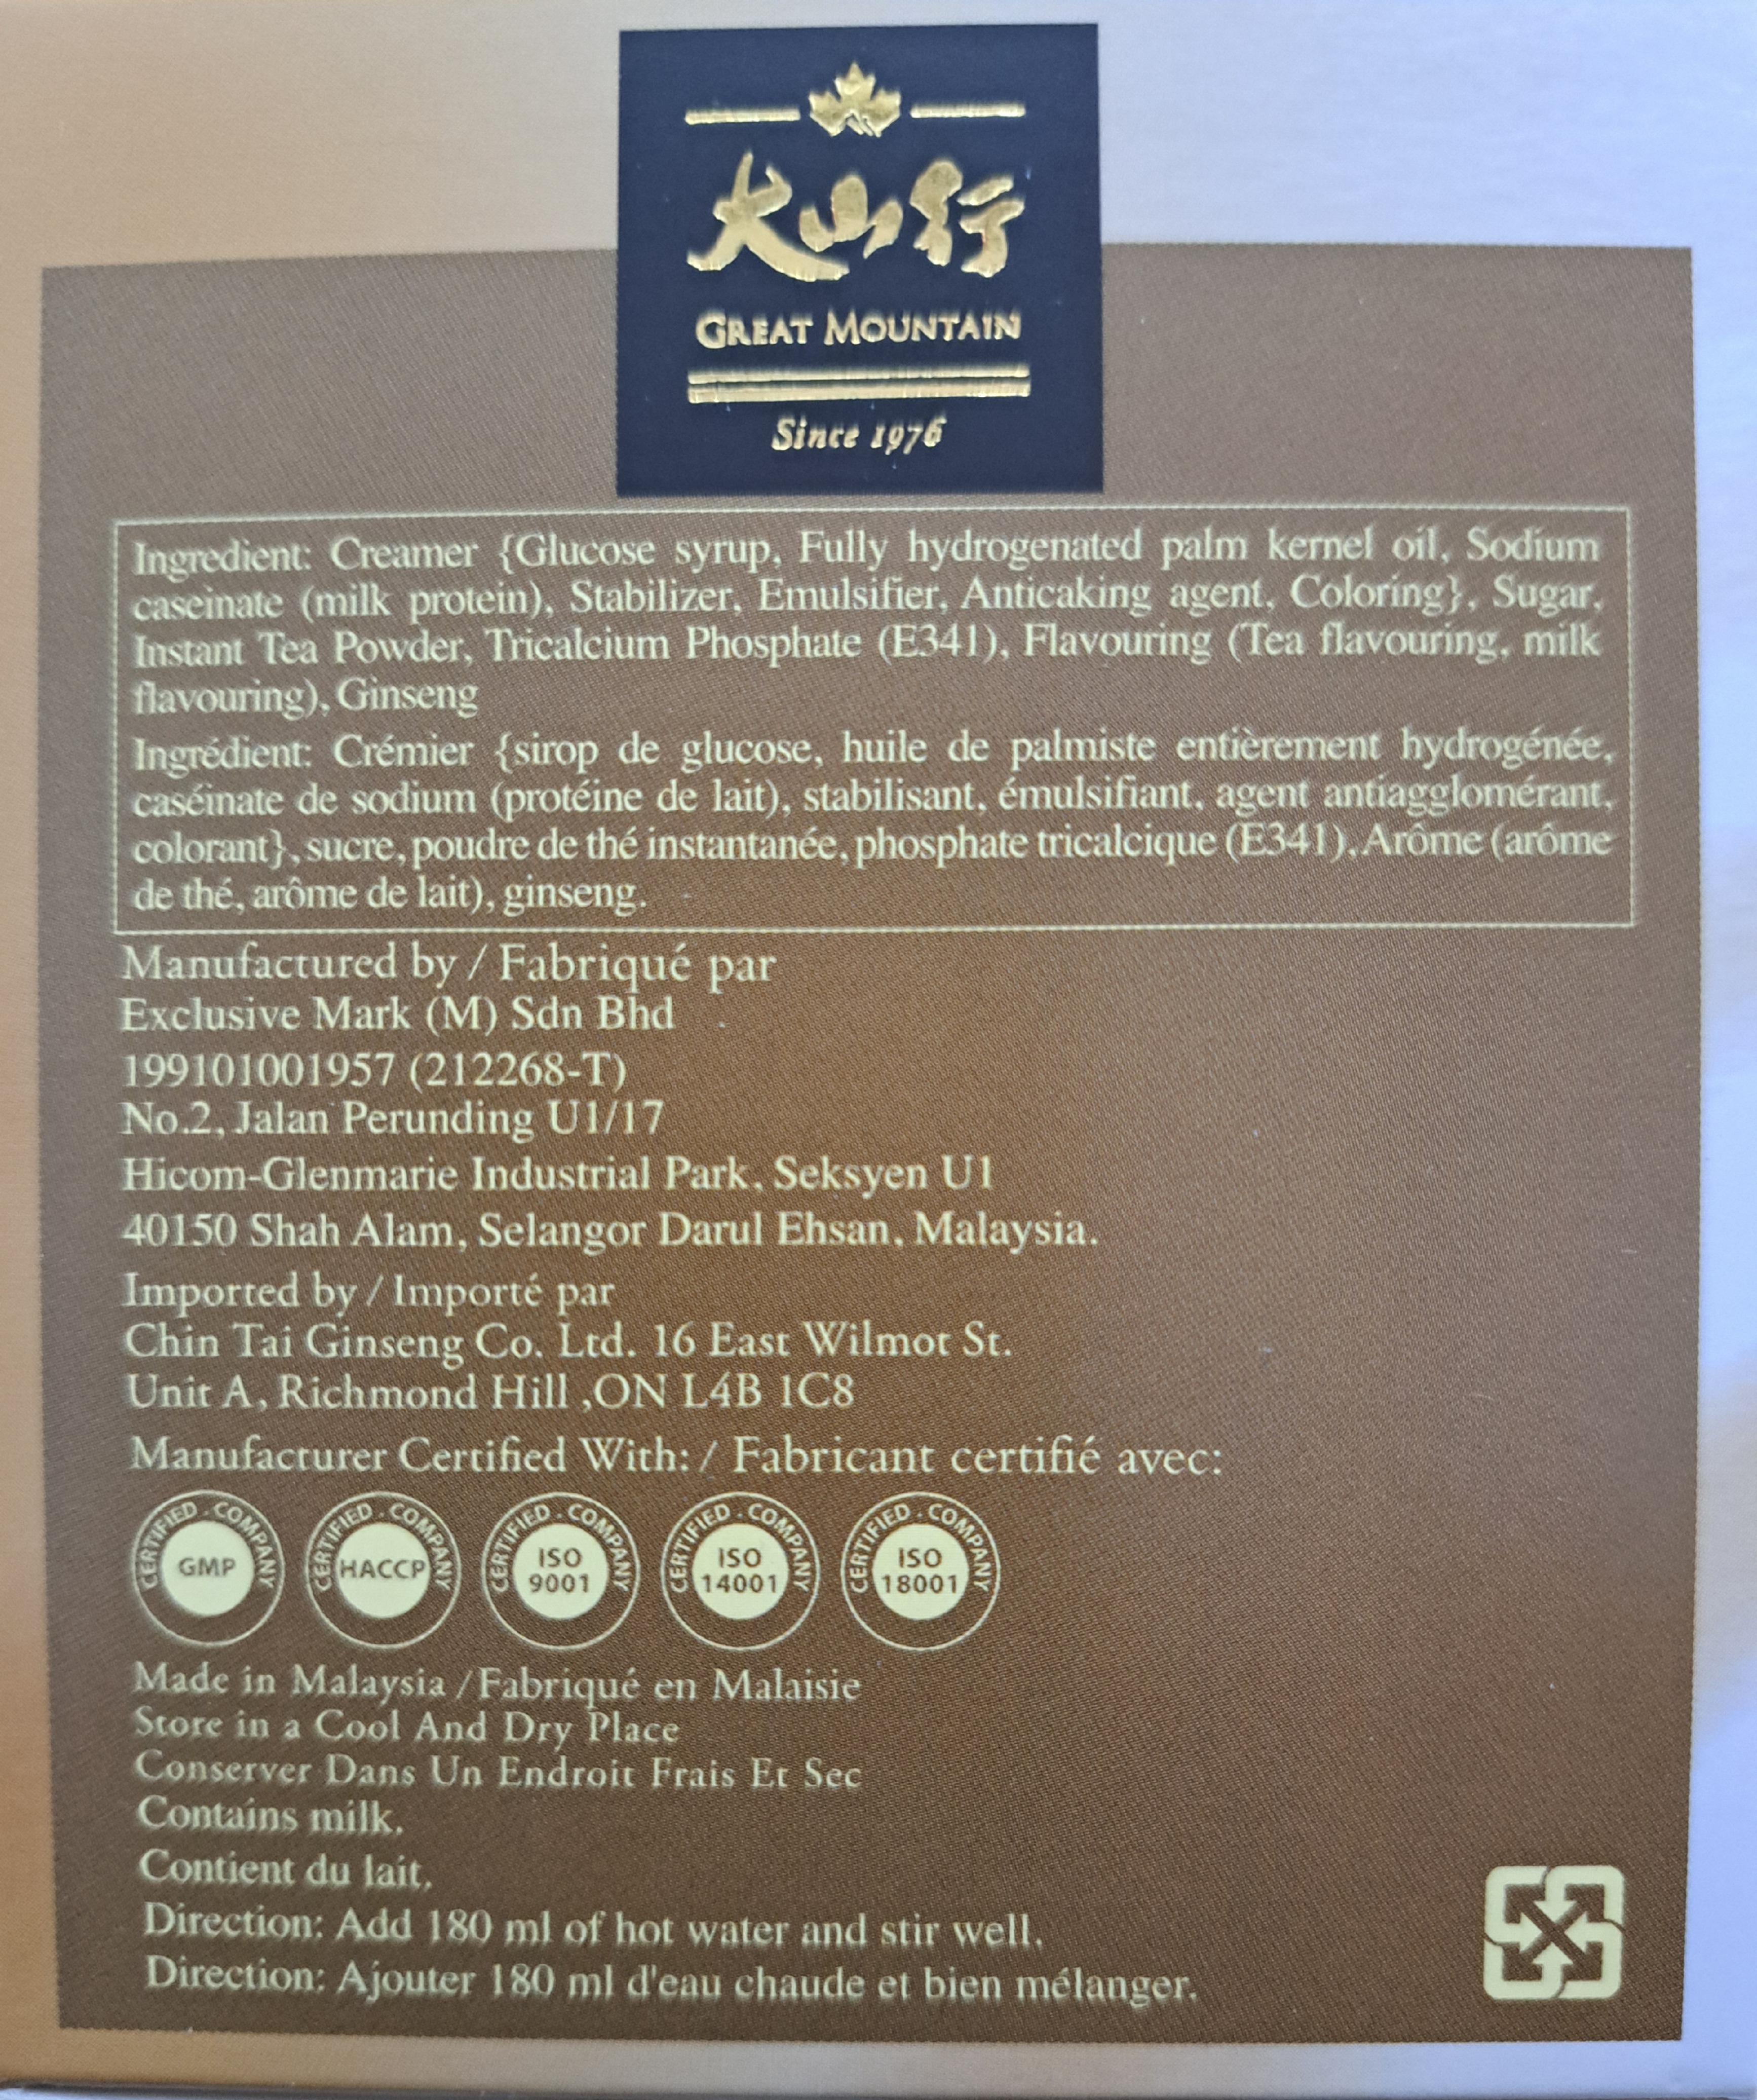 大山行
GREAT MOUNTAIN
Since 1976
Ingredient: Creamer {Glucose syrup, Fully hydrogenated palm kernel oil, Sodium
caseinate (milk protein), Stabilizer, Emulsifier, Anticaking agent, Coloring}, Sugar,
Instant Tea Powder, Tricalcium Phosphate (E341), Flavouring (Tea flavouring, milk
flavouring), Ginseng
Ingrédient: Crémier {sirop de glucose, huile de palmiste entièrement hydrogénée,
caséinate de sodium (protéine de lait), stabilisant, émulsifiant, agent antiagglomérant,
colorant}, sucre, poudre de thé instantanée, phosphate tricalcique (E341), Arôme (arôme
de thé, arôme de lait), ginseng.
Manufactured by / Fabriqué par
Exclusive Mark (M) Sdn Bhd
199101001957 (212268-T)
No.2, Jalan Perunding U1/17
Hicom-Glenmarie Industrial Park, Seksyen U1
40150 Shah Alam, Selangor Darul Ehsan, Malaysia.
Imported by / Importé par
Chin Tai Ginseng Co. Ltd. 16 East Wilmot St.
Unit A, Richmond Hill ,ON L4B 1C8
Manufacturer Certified With: / Fabricant certifié avec:
CERTIFIED . COMPANY GMP
CERTIFIED . COMPANY HACCP
CERTIFIED . COMPANY ISO 9001
CERTIFIED . COMPANY ISO 14001
CERTIFIED . COMPANY ISO 18001
Made in Malaysia / Fabriqué en Malaisie
Store in a Cool And Dry Place
Conserver Dans Un Endroit Frais Et Sec
Contains milk.
Contient du lait.
Direction: Add 180 ml of hot water and stir well.
Direction: Ajouter 180 ml d'eau chaude et bien mélanger.